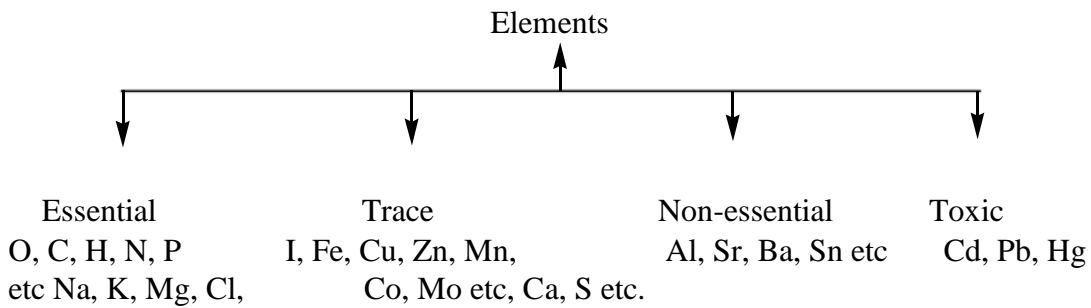 Elements
Essential Trace Non-essential Toxic
O, C, H, N, P I, Fe, Cu, Zn, Mn, Al, Sr, Ba, Sn etc Cd, Pb, Hg
etc Na, K, Mg, Cl, Co, Mo etc, Ca, S etc.